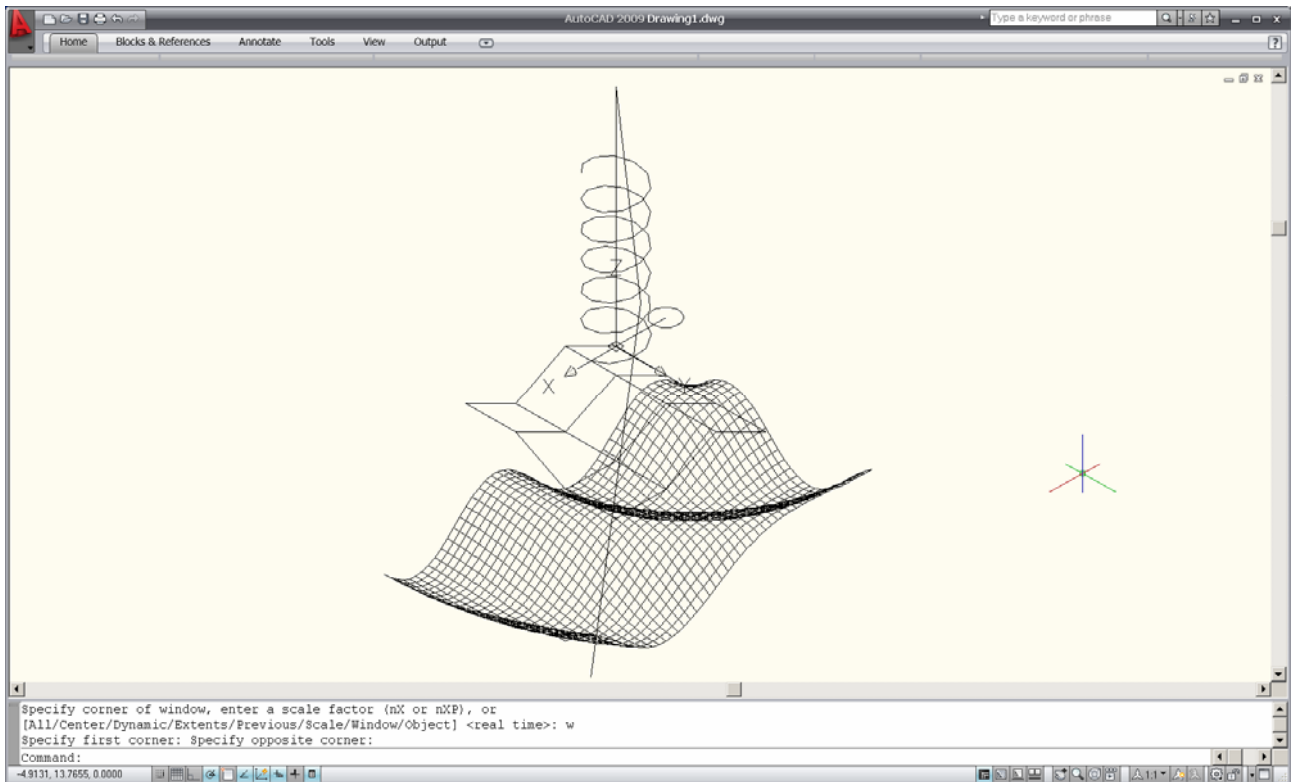 AutoCAD 2009 Drawing1.dwg
Type a keyword or phrase
Home Blocks & References Annotate Tools View Output
?
Z
X
Y
Specify corner of window, enter a scale factor (nX or nXP), or
[All/Center/Dynamic/Extents/Previous/Scale/Window/Object] <real time>: w
Specify first corner: Specify opposite corner:
Command:
-4.9131, 13.7655, 0.0000
1:1